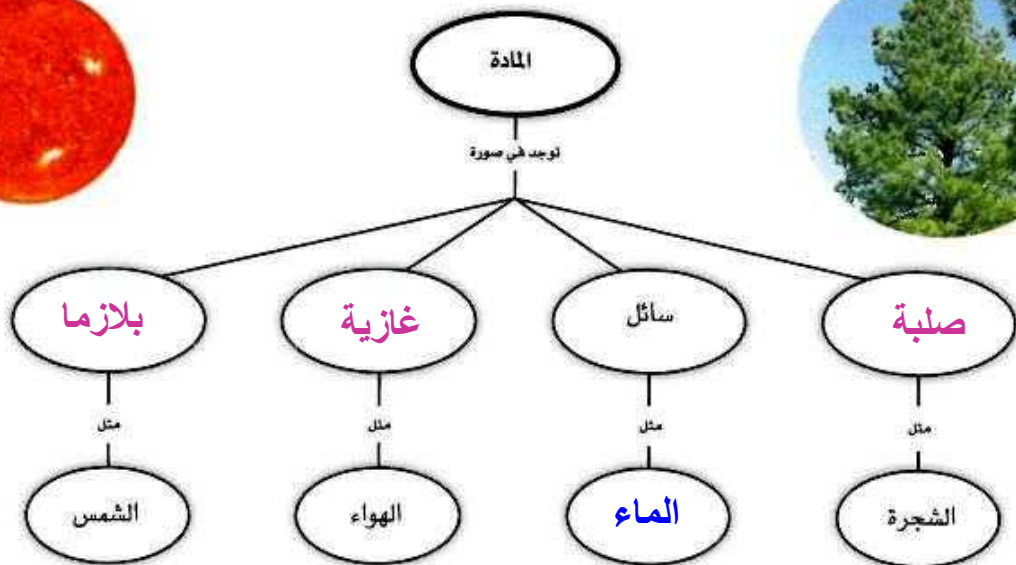 المادة
توجد في صورة
صلبة
سائل
غازية
بلازما
مثل
مثل
مثل
مثل
الشجرة
الماء
الهواء
الشمس